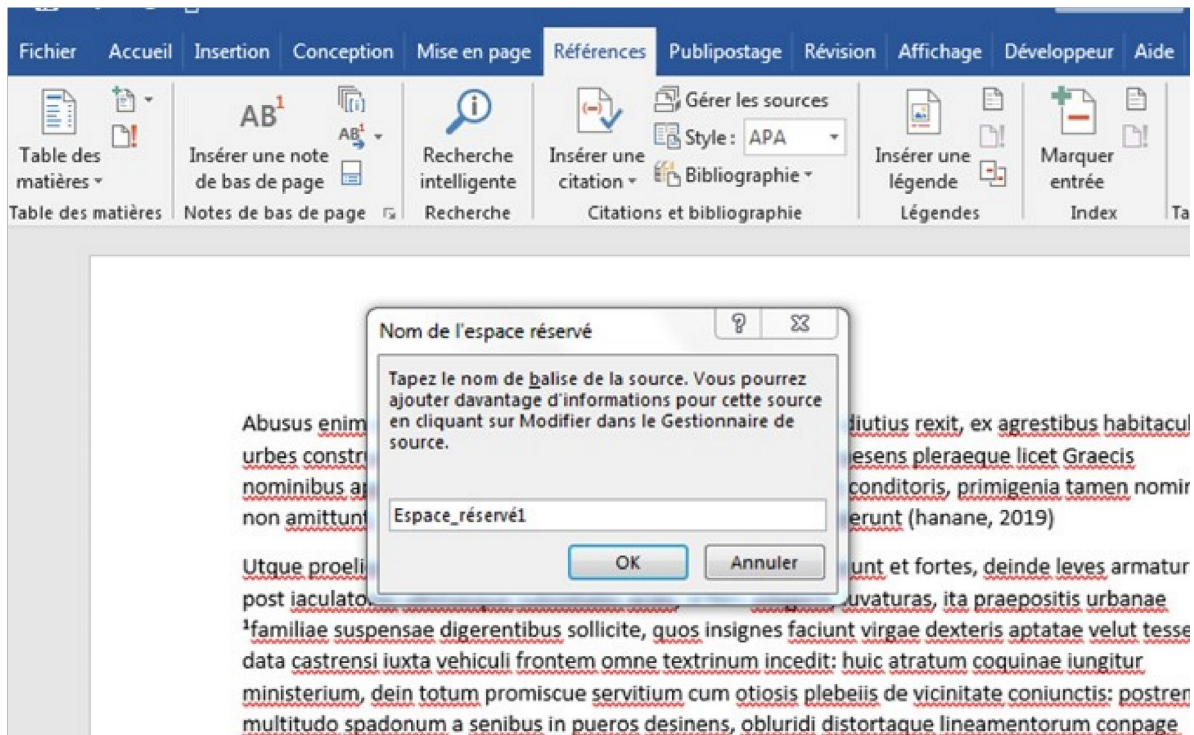 Fichier Accueil Insertion Conception Mise en page Références Publipostage Révision Affichage Développeur Aide
Table des matières
AB1
Insérer une note de bas de page
[i]
AB1
Recherche intelligente
(-)
Insérer une citation
Gérer les sources
Style : APA
Bibliographie
Insérer une légende
Marquer entrée
Table des matières Notes de bas de page Recherche Citations et bibliographie Légendes Index Ta
Nom de l'espace réservé
Tapez le nom de balise de la source. Vous pourrez
ajouter davantage d'informations pour cette source
en cliquant sur Modifier dans le Gestionnaire de
source.
Espace_réservé1
OK Annuler
Abusus enim diutius rexit, ex agrestibus habitacul
urbes constr esens pleraeque licet Graecis
nominibus a conditoris, primigenia tamen nomin
non amittunt erunt (hanane, 2019)
Utque proeli unt et fortes, deinde leves armatur
post iaculato uvaturas, ita praepositis urbanae
1familiae suspensae digerentibus sollicite, quos insignes faciunt virgae dexteris aptatae velut tesse
data castrensi iuxta vehiculi frontem omne textrinum incedit: huic atratum coquinae iungitur
ministerium, dein totum promiscue servitium cum otiosis plebeiis de vicinitate coniunctis: postrem
multitudo spadonum a senibus in pueros desinens, obluridi distortaque lineamentorum conpage